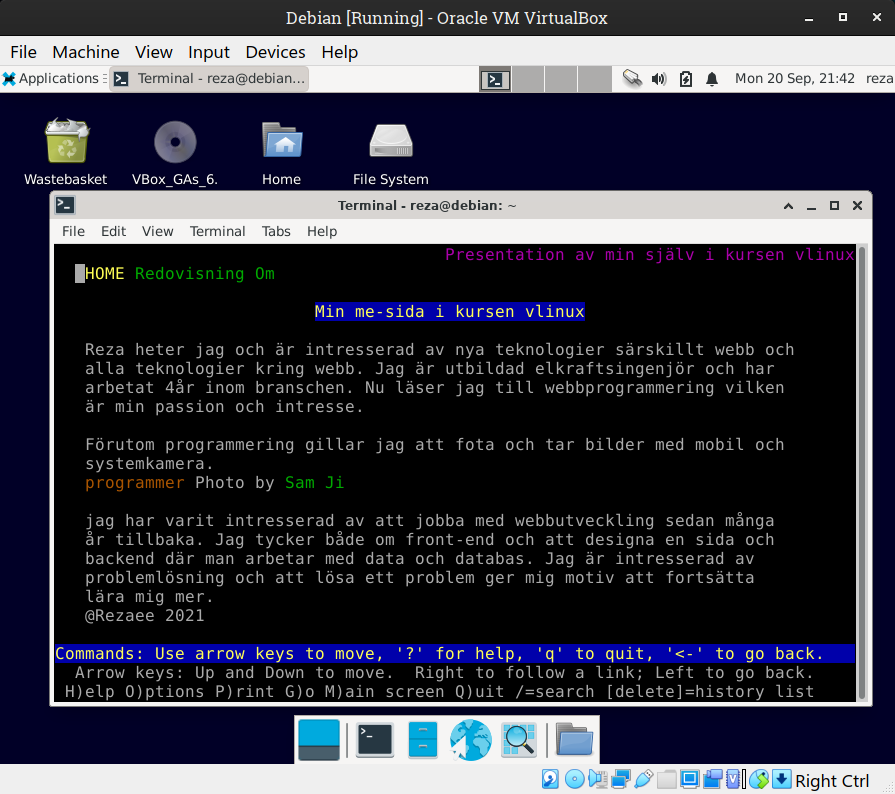 Debian [Running] - Oracle VM VirtualBox
File Machine View Input Devices Help
Applications Terminal - reza@debian... Mon 20 Sep, 21:42 reza
Wastebasket VBox_GAs_6. Home File System
Terminal - reza@debian: ~
File Edit View Terminal Tabs Help
Presentation av min själv i kursen vlinux
HOME Redovisning Om
Min me-sida i kursen vlinux
Reza heter jag och är intresserad av nya teknologier särskillt webb och
alla teknologier kring webb. Jag är utbildad elkraftsingenjör och har
arbetat 4år inom branschen. Nu läser jag till webbprogrammering vilken
är min passion och intresse.
Förutom programmering gillar jag att fota och tar bilder med mobil och
systemkamera.
programmer Photo by Sam Ji
jag har varit intresserad av att jobba med webbutveckling sedan många
år tillbaka. Jag tycker både om front-end och att designa en sida och
backend där man arbetar med data och databas. Jag är intresserad av
problemlösning och att lösa ett problem ger mig motiv att fortsätta
lära mig mer.
@Rezaee 2021
Commands: Use arrow keys to move, '?' for help, 'q' to quit, '<-' to go back.
Arrow keys: Up and Down to move.  Right to follow a link; Left to go back.
H)elp O)ptions P)rint G)o M)ain screen Q)uit /=search [delete]=history list
Right Ctrl